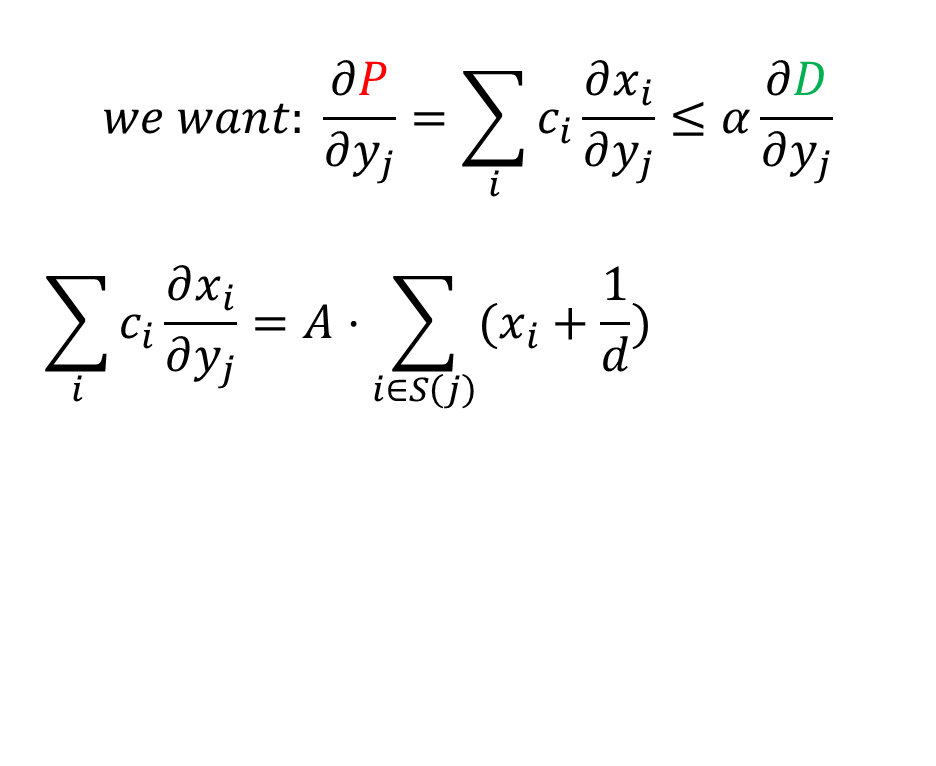 we want: ∂P/∂y_j = ∑_i c_i ∂x_i/∂y_j ≤ α ∂D/∂y_j
∑_i c_i ∂x_i/∂y_j = A · ∑_{i∈S(j)} (x_i + 1/d)